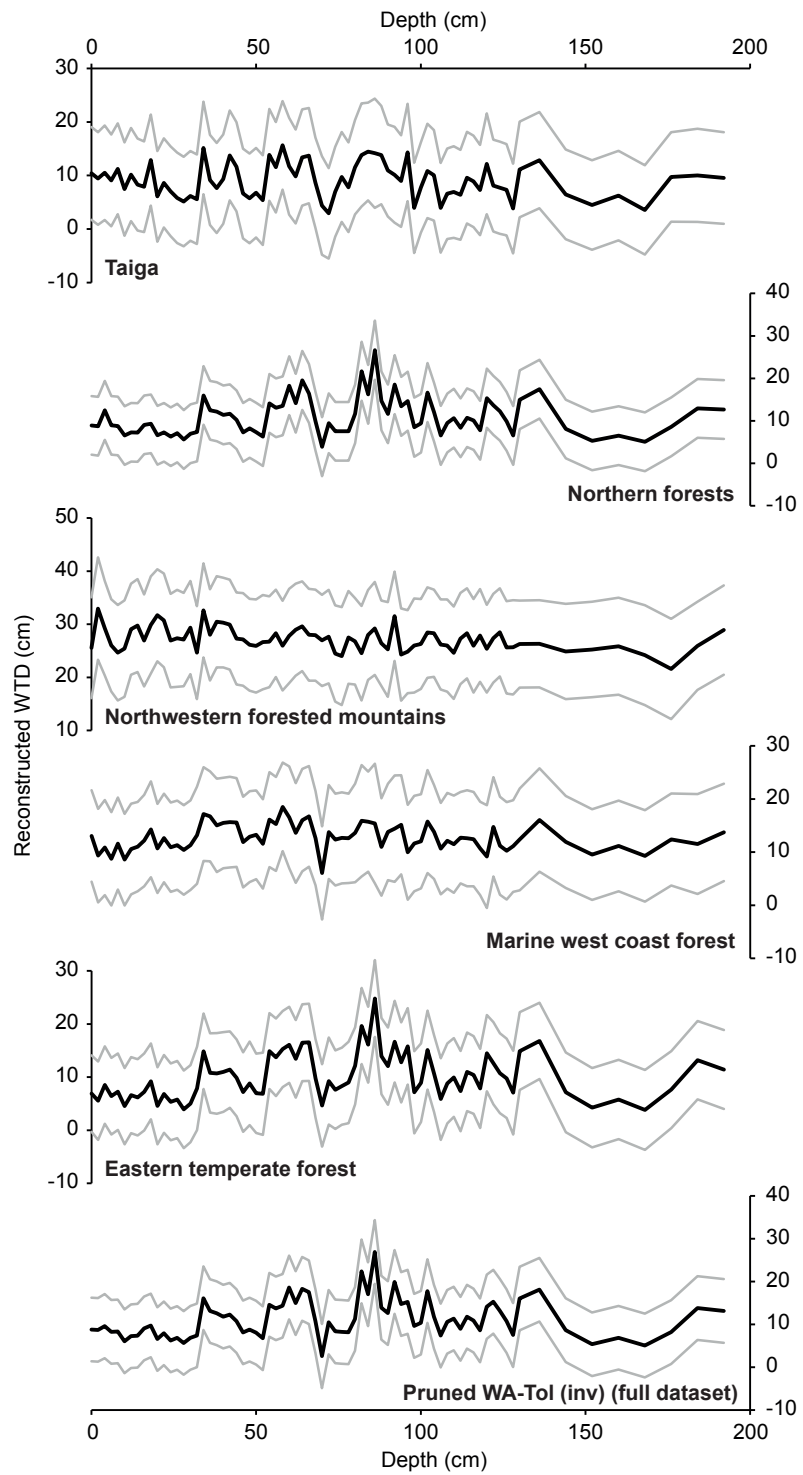 Depth (cm)
0 50 100 150 200
30
20
10
0
-10
Taiga
40
30
20
10
0
-10
Northern forests
50
40
30
20
10
Northwestern forested mountains
Reconstructed WTD (cm)
30
20
10
0
-10
Marine west coast forest
30
20
10
0
-10
Eastern temperate forest
40
30
20
10
0
-10
Pruned WA-Tol (inv) (full dataset)
0 50 100 150 200
Depth (cm)